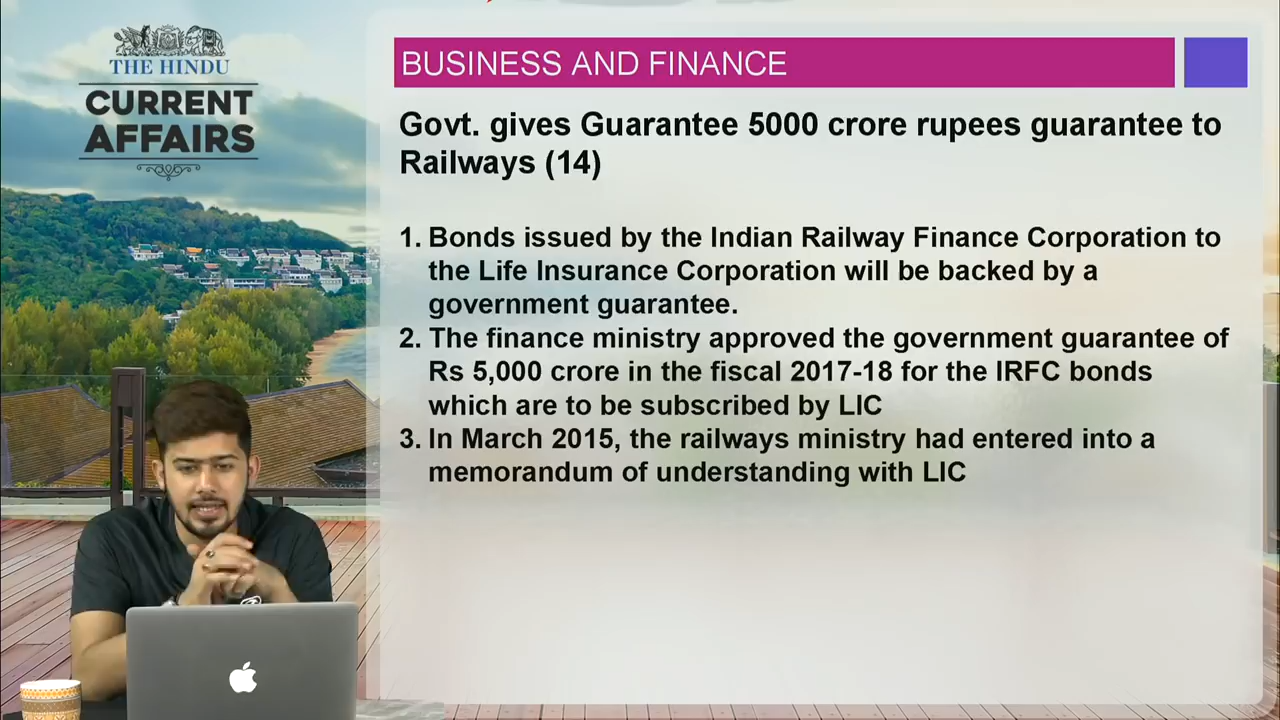 THE HINDU
CURRENT
AFFAIRS
BUSINESS AND FINANCE
Govt. gives Guarantee 5000 crore rupees guarantee to
Railways (14)
1. Bonds issued by the Indian Railway Finance Corporation to
the Life Insurance Corporation will be backed by a
government guarantee.
2. The finance ministry approved the government guarantee of
Rs 5,000 crore in the fiscal 2017-18 for the IRFC bonds
which are to be subscribed by LIC
3. In March 2015, the railways ministry had entered into a
memorandum of understanding with LIC